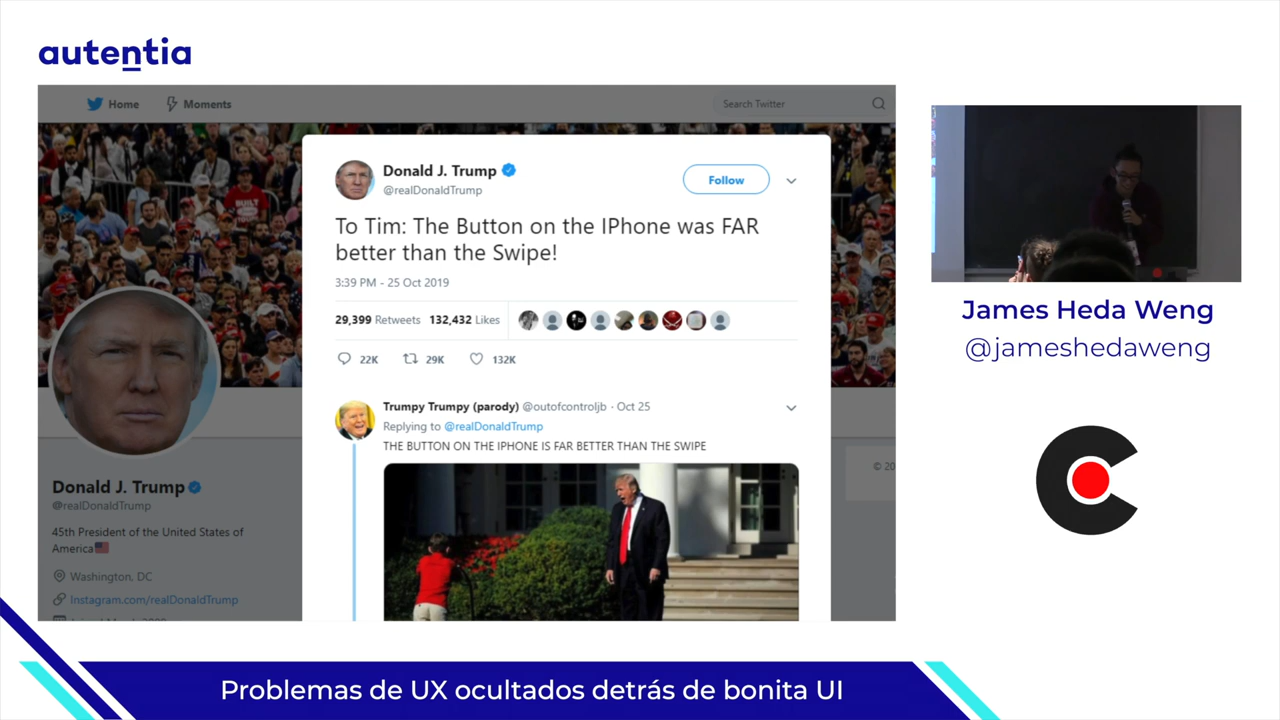 autentia
Home
Moments
Search Twitter
BUILT
Donald J. Trump
@realDonaldTrump
Follow
To Tim: The Button on the IPhone was FAR
better than the Swipe!
3:39 PM - 25 Oct 2019
29,399 Retweets 132,432 Likes
22K 29K 132K
Trumpy Trumpy (parody) @outofcontroljb · Oct 25
Replying to @realDonaldTrump
THE BUTTON ON THE IPHONE IS FAR BETTER THAN THE SWIPE
Donald J. Trump
@realDonaldTrump
45th President of the United States of
America
Washington, DC
Instagram.com/realDonaldTrump
© 20
James Heda Weng
@jameshedaweng
Problemas de UX ocultados detrás de bonita UI